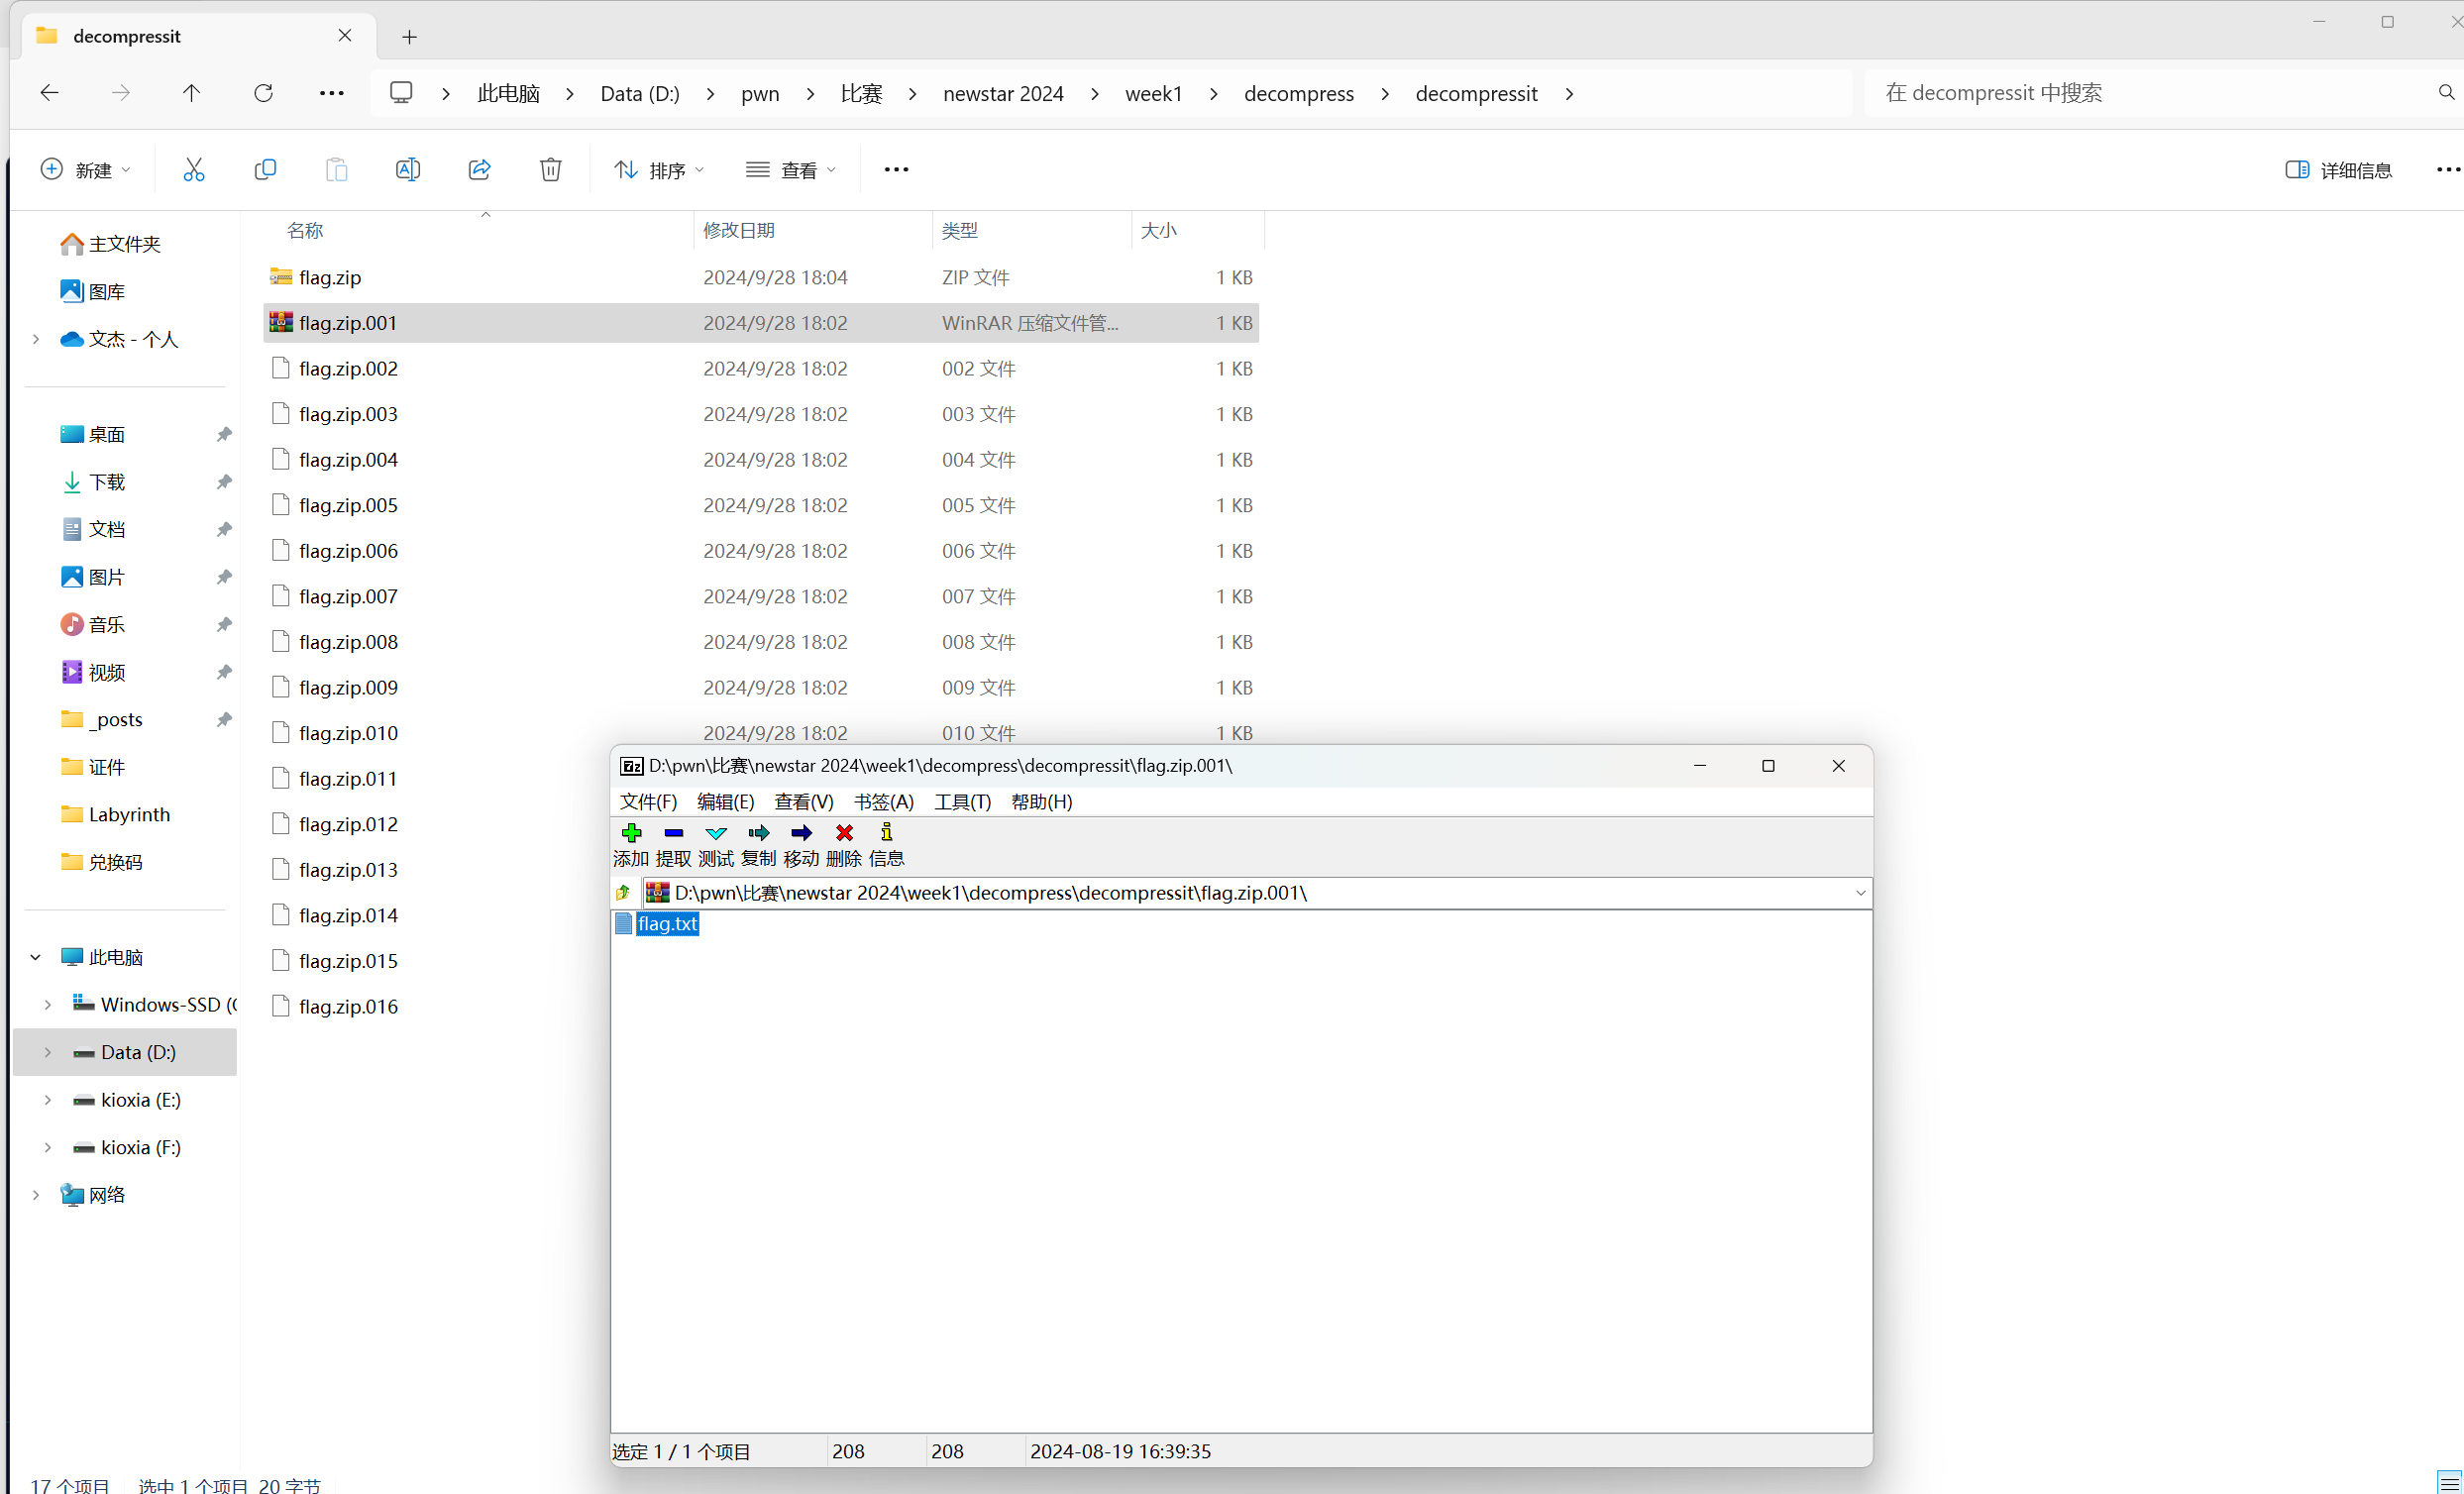 decompressit
此电脑 Data (D:) pwn 比赛 newstar 2024 week1 decompress decompressit
在 decompressit 中搜索
新建 排序 查看 详细信息
主文件夹
图库
文杰 - 个人
桌面
下载
文档
图片
音乐
视频
_posts
证件
Labyrinth
兑换码
此电脑
Windows-SSD (
Data (D:)
kioxia (E:)
kioxia (F:)
网络
名称 修改日期 类型 大小
flag.zip 2024/9/28 18:04 ZIP 文件 1 KB
flag.zip.001 2024/9/28 18:02 WinRAR 压缩文件管... 1 KB
flag.zip.002 2024/9/28 18:02 002 文件 1 KB
flag.zip.003 2024/9/28 18:02 003 文件 1 KB
flag.zip.004 2024/9/28 18:02 004 文件 1 KB
flag.zip.005 2024/9/28 18:02 005 文件 1 KB
flag.zip.006 2024/9/28 18:02 006 文件 1 KB
flag.zip.007 2024/9/28 18:02 007 文件 1 KB
flag.zip.008 2024/9/28 18:02 008 文件 1 KB
flag.zip.009 2024/9/28 18:02 009 文件 1 KB
flag.zip.010 2024/9/28 18:02 010 文件 1 KB
flag.zip.011
flag.zip.012
flag.zip.013
flag.zip.014
flag.zip.015
flag.zip.016
7z D:\pwn\比赛\newstar 2024\week1\decompress\decompressit\flag.zip.001\
文件(F) 编辑(E) 查看(V) 书签(A) 工具(T) 帮助(H)
添加 提取 测试 复制 移动 删除 信息
D:\pwn\比赛\newstar 2024\week1\decompress\decompressit\flag.zip.001\
flag.txt
选定 1 / 1 个项目 208 208 2024-08-19 16:39:35
17 个项目 选中 1 个项目 20 字节